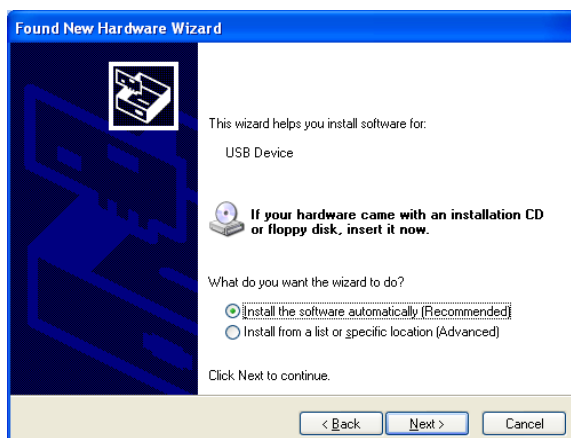 Found New Hardware Wizard
This wizard helps you install software for:
USB Device
If your hardware came with an installation CD
or floppy disk, insert it now.
What do you want the wizard to do?
Install the software automatically (Recommended)
Install from a list or specific location (Advanced)
Click Next to continue.
< Back Next > Cancel